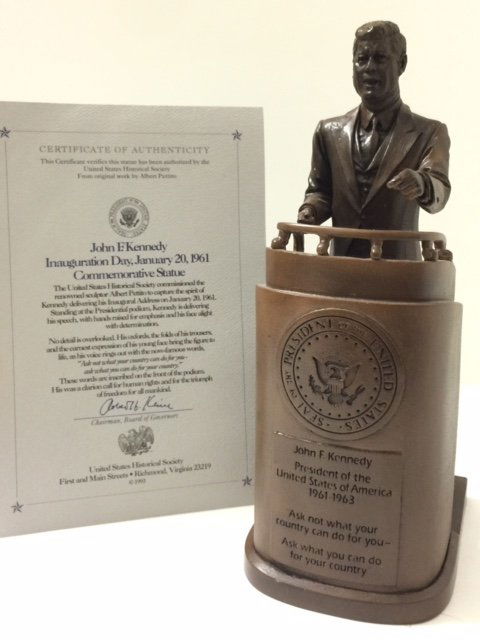 CERTIFICATE OF AUTHENTICITY
This Certificate verifies this statue has been authorized by the
United States Historical Society
From original work by Albert Pettito
John F. Kennedy
Inauguration Day, January 20, 1961
Commemorative Statue
The United States Historical Society commissioned the
renowned sculptor Albert Pettito to capture the spirit of
Kennedy delivering his Inaugural Address on January 20, 1961.
Standing at the Presidential podium, Kennedy is delivering
his speech, with hands raised for emphasis and his face alight
with determination.
No detail is overlooked. His oxfords, the folds of his trousers,
and the earnest expression of his young face bring the figure to
life, as his voice rings out with the now-famous words,
"Ask not what your country can do for you–
ask what you can do for your country."
These words are inscribed on the front of the podium.
His was a clarion call for human rights and for the triumph
of freedom for all mankind.
Chairman, Board of Governors
United States Historical Society
First and Main Streets • Richmond, Virginia 23219
SEAL OF THE PRESIDENT OF THE UNITED STATES
John F. Kennedy
President of the
United States of America
1961-1963
"Ask not what your
country can do for you–
Ask what you can do
for your country"